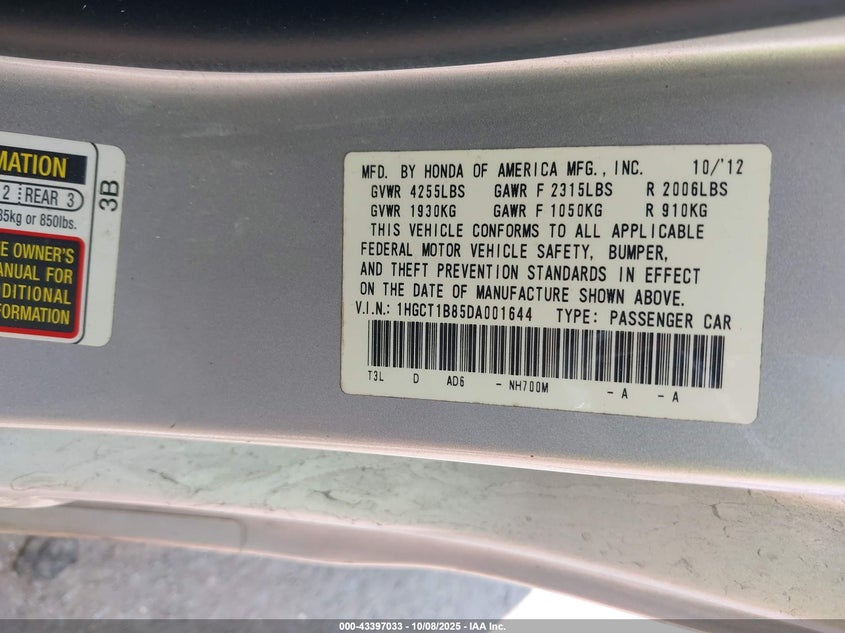 MATION
2 REAR 3
85kg or 850lbs.
OWNER'S
ANUAL FOR
DDITIONAL
FORMATION
3B
MFD. BY HONDA OF AMERICA MFG., INC. 10/'12
GVWR 4255LBS GAWR F 2315LBS R 2006LBS
GVWR 1930KG GAWR F 1050KG R 910KG
THIS VEHICLE CONFORMS TO ALL APPLICABLE
FEDERAL MOTOR VEHICLE SAFETY, BUMPER,
AND THEFT PREVENTION STANDARDS IN EFFECT
ON THE DATE OF MANUFACTURE SHOWN ABOVE.
V.I.N.: 1HGCT1B85DA001644 TYPE: PASSENGER CAR
T3L D AD6 - NH700M - A - A
000-43397033 - 10/08/2025 - IAA Inc.